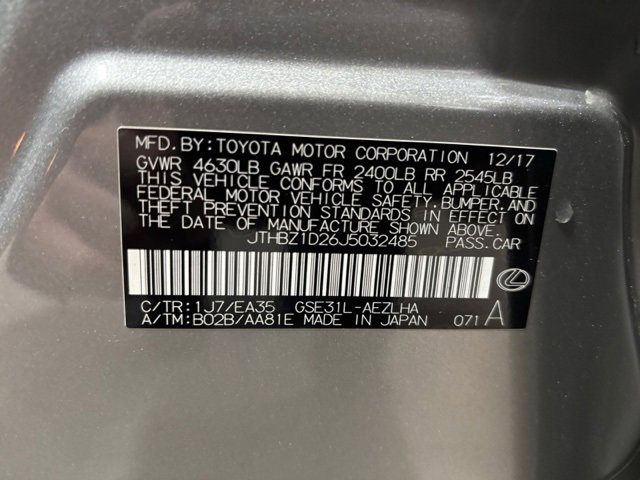 MFD. BY: TOYOTA MOTOR CORPORATION 12/17
GVWR 4630LB GAWR FR 2400LB RR 2545LB
THIS VEHICLE CONFORMS TO ALL APPLICABLE
FEDERAL MOTOR VEHICLE SAFETY, BUMPER, AND
THEFT PREVENTION STANDARDS IN EFFECT ON
THE DATE OF MANUFACTURE SHOWN ABOVE.
JTHBZ1D26J5032485 PASS. CAR
C/TR: 1J7/EA35 GSE31L-AEZLHA
A/TM: B02B/AA81E MADE IN JAPAN 071 A